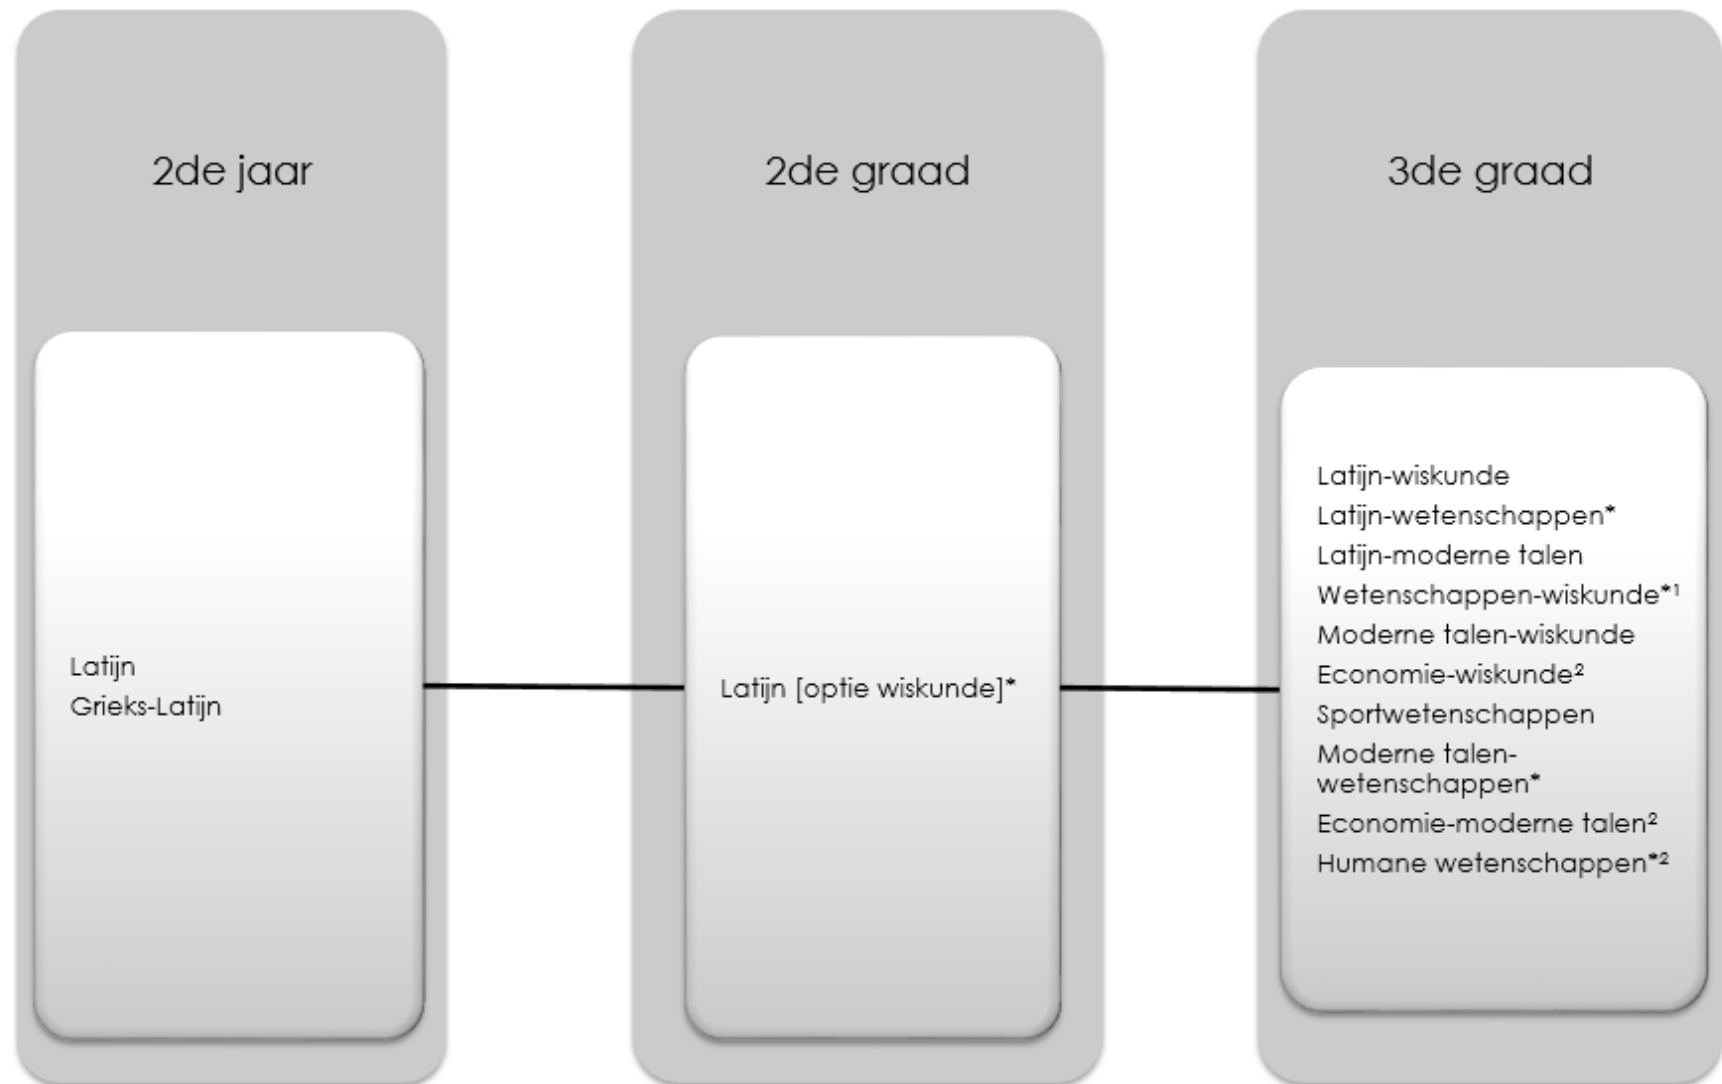 2de jaar
2de graad
3de graad
Latijn
Grieks-Latijn
Latijn [optie wiskunde]*
Latijn-wiskunde
Latijn-wetenschappen*
Latijn-moderne talen
Wetenschappen-wiskunde*¹
Moderne talen-wiskunde
Economie-wiskunde²
Sportwetenschappen
Moderne talen-
wetenschappen*
Economie-moderne talen²
Humane wetenschappen*²